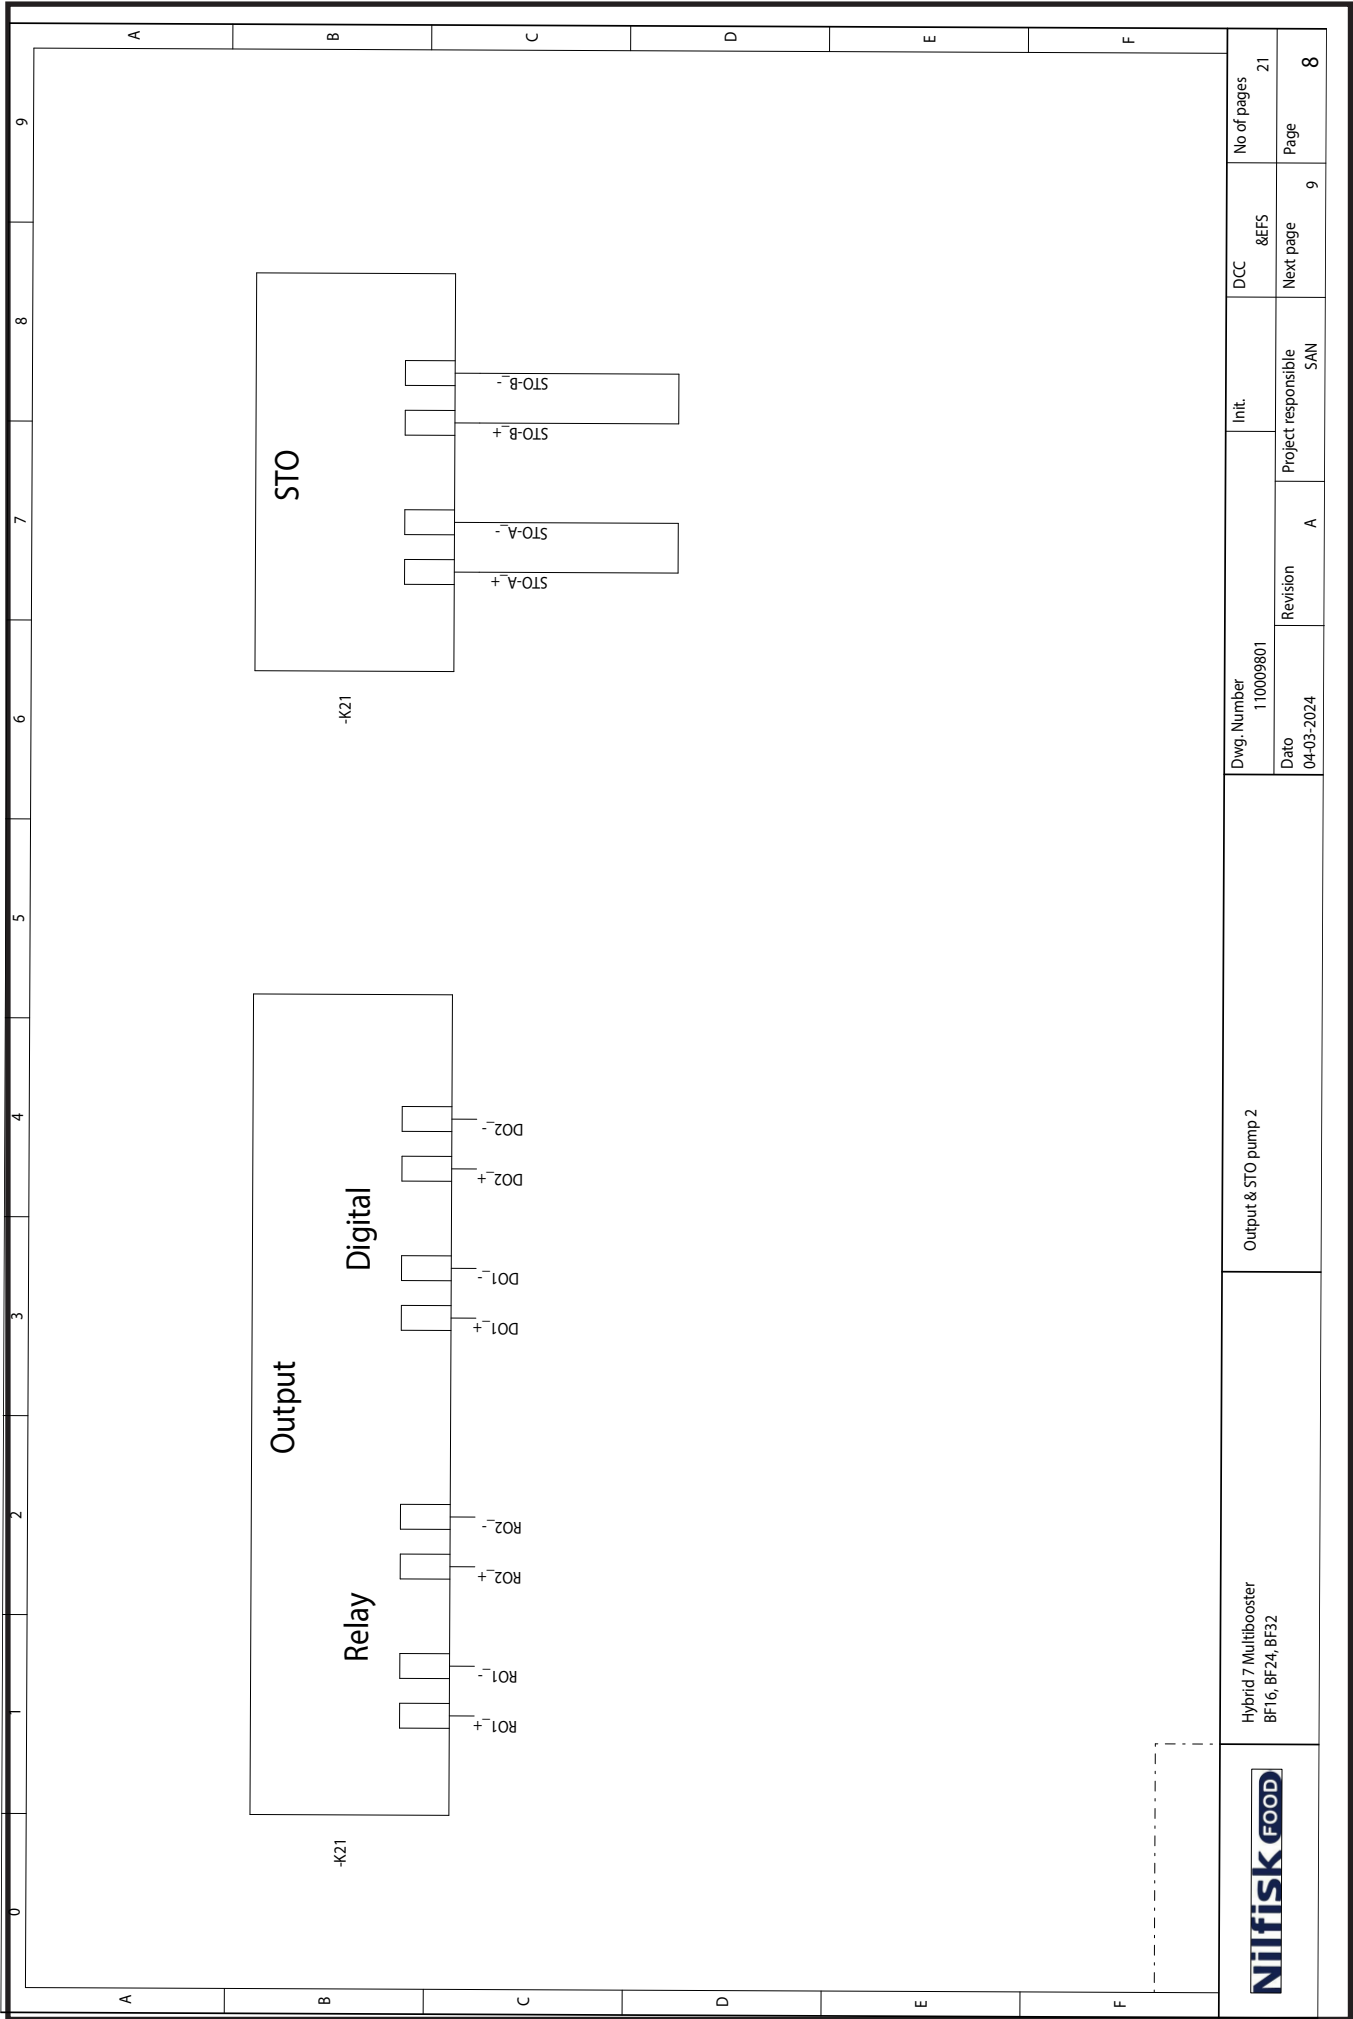 0 1 2 3 4 5 6 7 8 9
A
B
C
D
E
F
A
B
C
D
E
F
-K21
Output
Relay
Digital
RO1_+
RO1_-
RO2_+
RO2_-
DO1_+
DO1_-
DO2_+
DO2_-
-K21
STO
STO-A_+
STO-A_-
STO-B_+
STO-B_-
Nilfisk FOOD
Hybrid 7 Multibooster
BF16, BF24, BF32
Output & STO pump 2
Dwg. Number
110009801
Init.
DCC
&EFS
No of pages
21
Dato
04-03-2024
Revision
A
Project responsible
SAN
Next page
9
Page
8